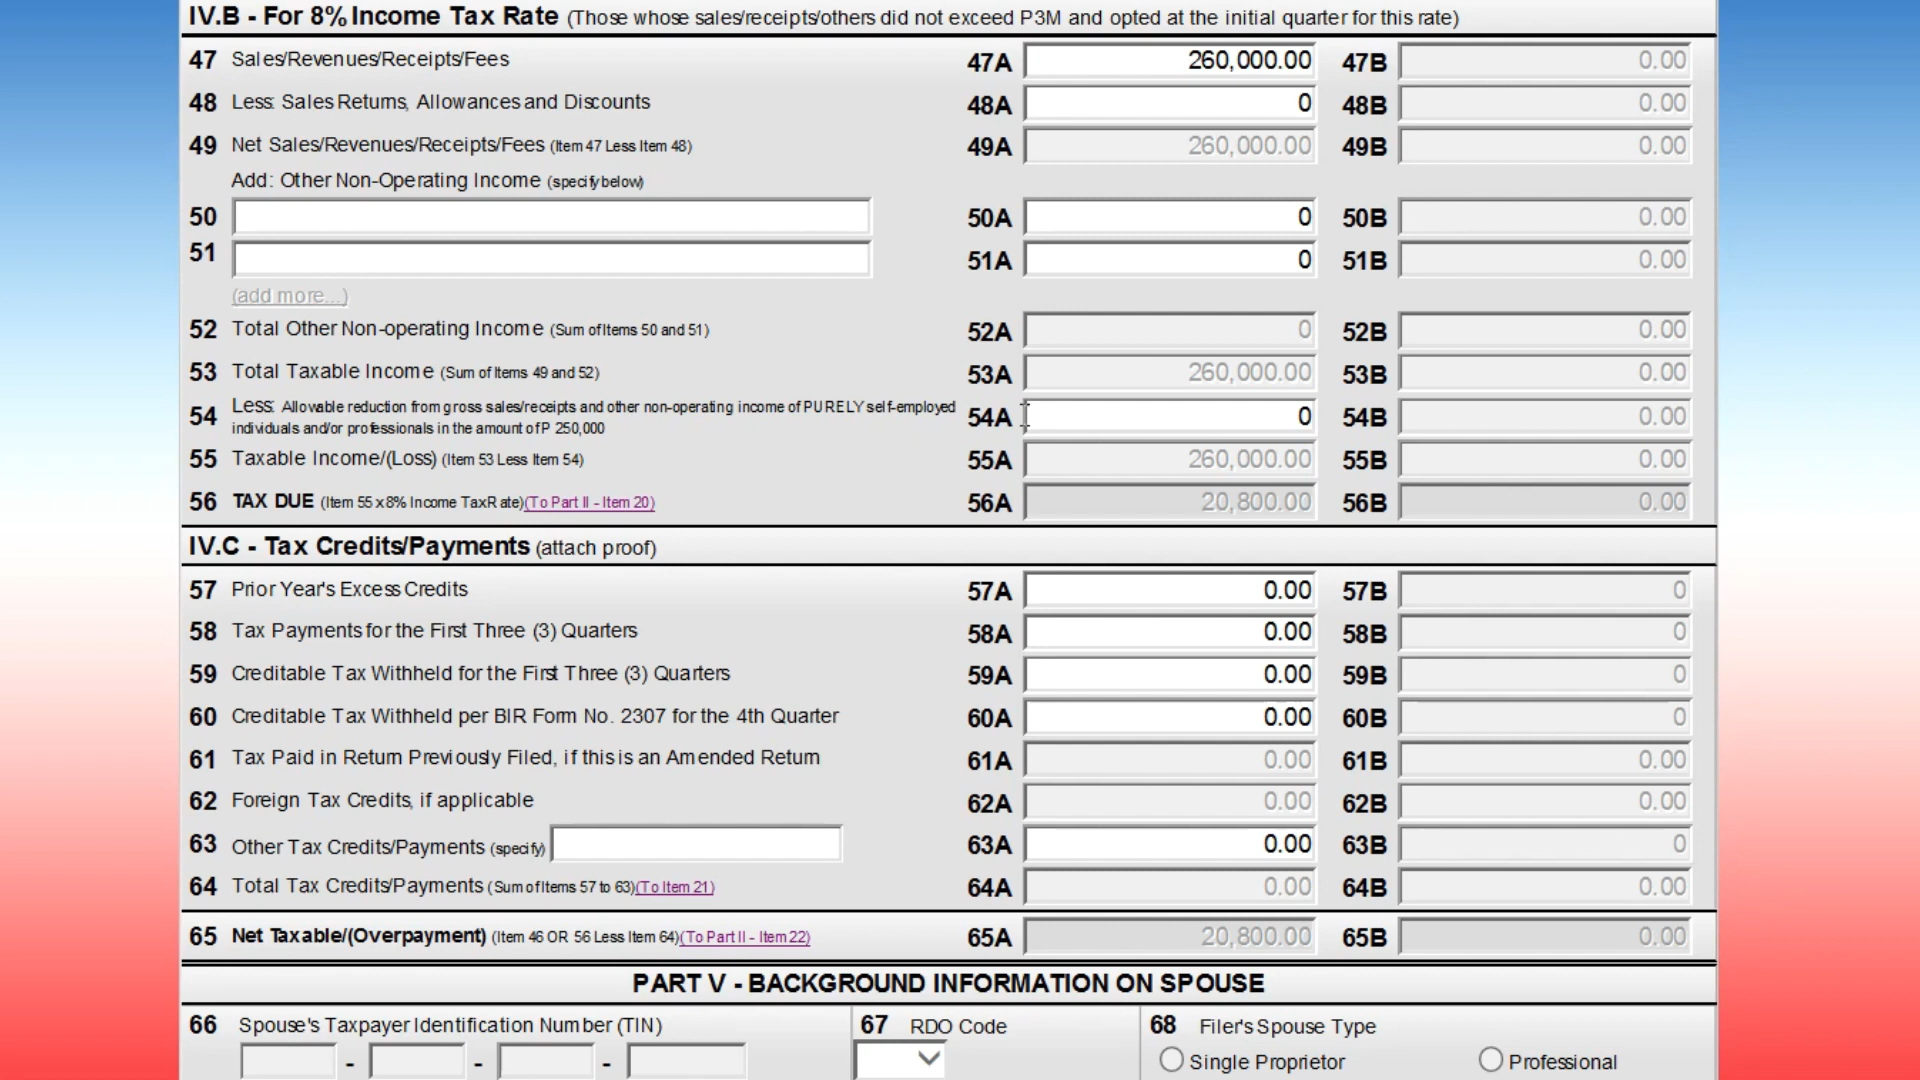 IV.B - For 8% Income Tax Rate (Those whose sales/receipts/others did not exceed P3M and opted at the initial quarter for this rate)
47 Sales/Revenues/Receipts/Fees 47A 260,000.00 47B 0.00
48 Less: Sales Returns, Allowances and Discounts 48A 0 48B 0.00
49 Net Sales/Revenues/Receipts/Fees (Item 47 Less Item 48) 49A 260,000.00 49B 0.00
Add: Other Non-Operating Income (specify below)
50 50A 0 50B 0.00
51 51A 0 51B 0.00
(add more...)
52 Total Other Non-operating Income (Sum of Items 50 and 51) 52A 0 52B 0.00
53 Total Taxable Income (Sum of Items 49 and 52) 53A 260,000.00 53B 0.00
54 Less: Allowable reduction from gross sales/receipts and other non-operating income of PURELY self-employed 54A 0 54B 0.00
individuals and/or professionals in the amount of P 250,000
55 Taxable Income/(Loss) (Item 53 Less Item 54) 55A 260,000.00 55B 0.00
56 TAX DUE (Item 55 x 8% Income Tax Rate)(To Part II - Item 20) 56A 20,800.00 56B 0.00
IV.C - Tax Credits/Payments (attach proof)
57 Prior Year's Excess Credits 57A 0.00 57B 0
58 Tax Payments for the First Three (3) Quarters 58A 0.00 58B 0
59 Creditable Tax Withheld for the First Three (3) Quarters 59A 0.00 59B 0
60 Creditable Tax Withheld per BIR Form No. 2307 for the 4th Quarter 60A 0.00 60B 0
61 Tax Paid in Return Previously Filed, if this is an Amended Return 61A 0.00 61B 0.00
62 Foreign Tax Credits, if applicable 62A 0.00 62B 0.00
63 Other Tax Credits/Payments (specify) 63A 0.00 63B 0
64 Total Tax Credits/Payments (Sum of Items 57 to 63)(To Item 21) 64A 0.00 64B 0.00
65 Net Taxable/(Overpayment) (Item 46 OR 56 Less Item 64)(To Part II - Item 22) 65A 20,800.00 65B 0.00
PART V - BACKGROUND INFORMATION ON SPOUSE
66 Spouse's Taxpayer Identification Number (TIN) 67 RDO Code 68 Filer's Spouse Type
- - - Single Proprietor Professional